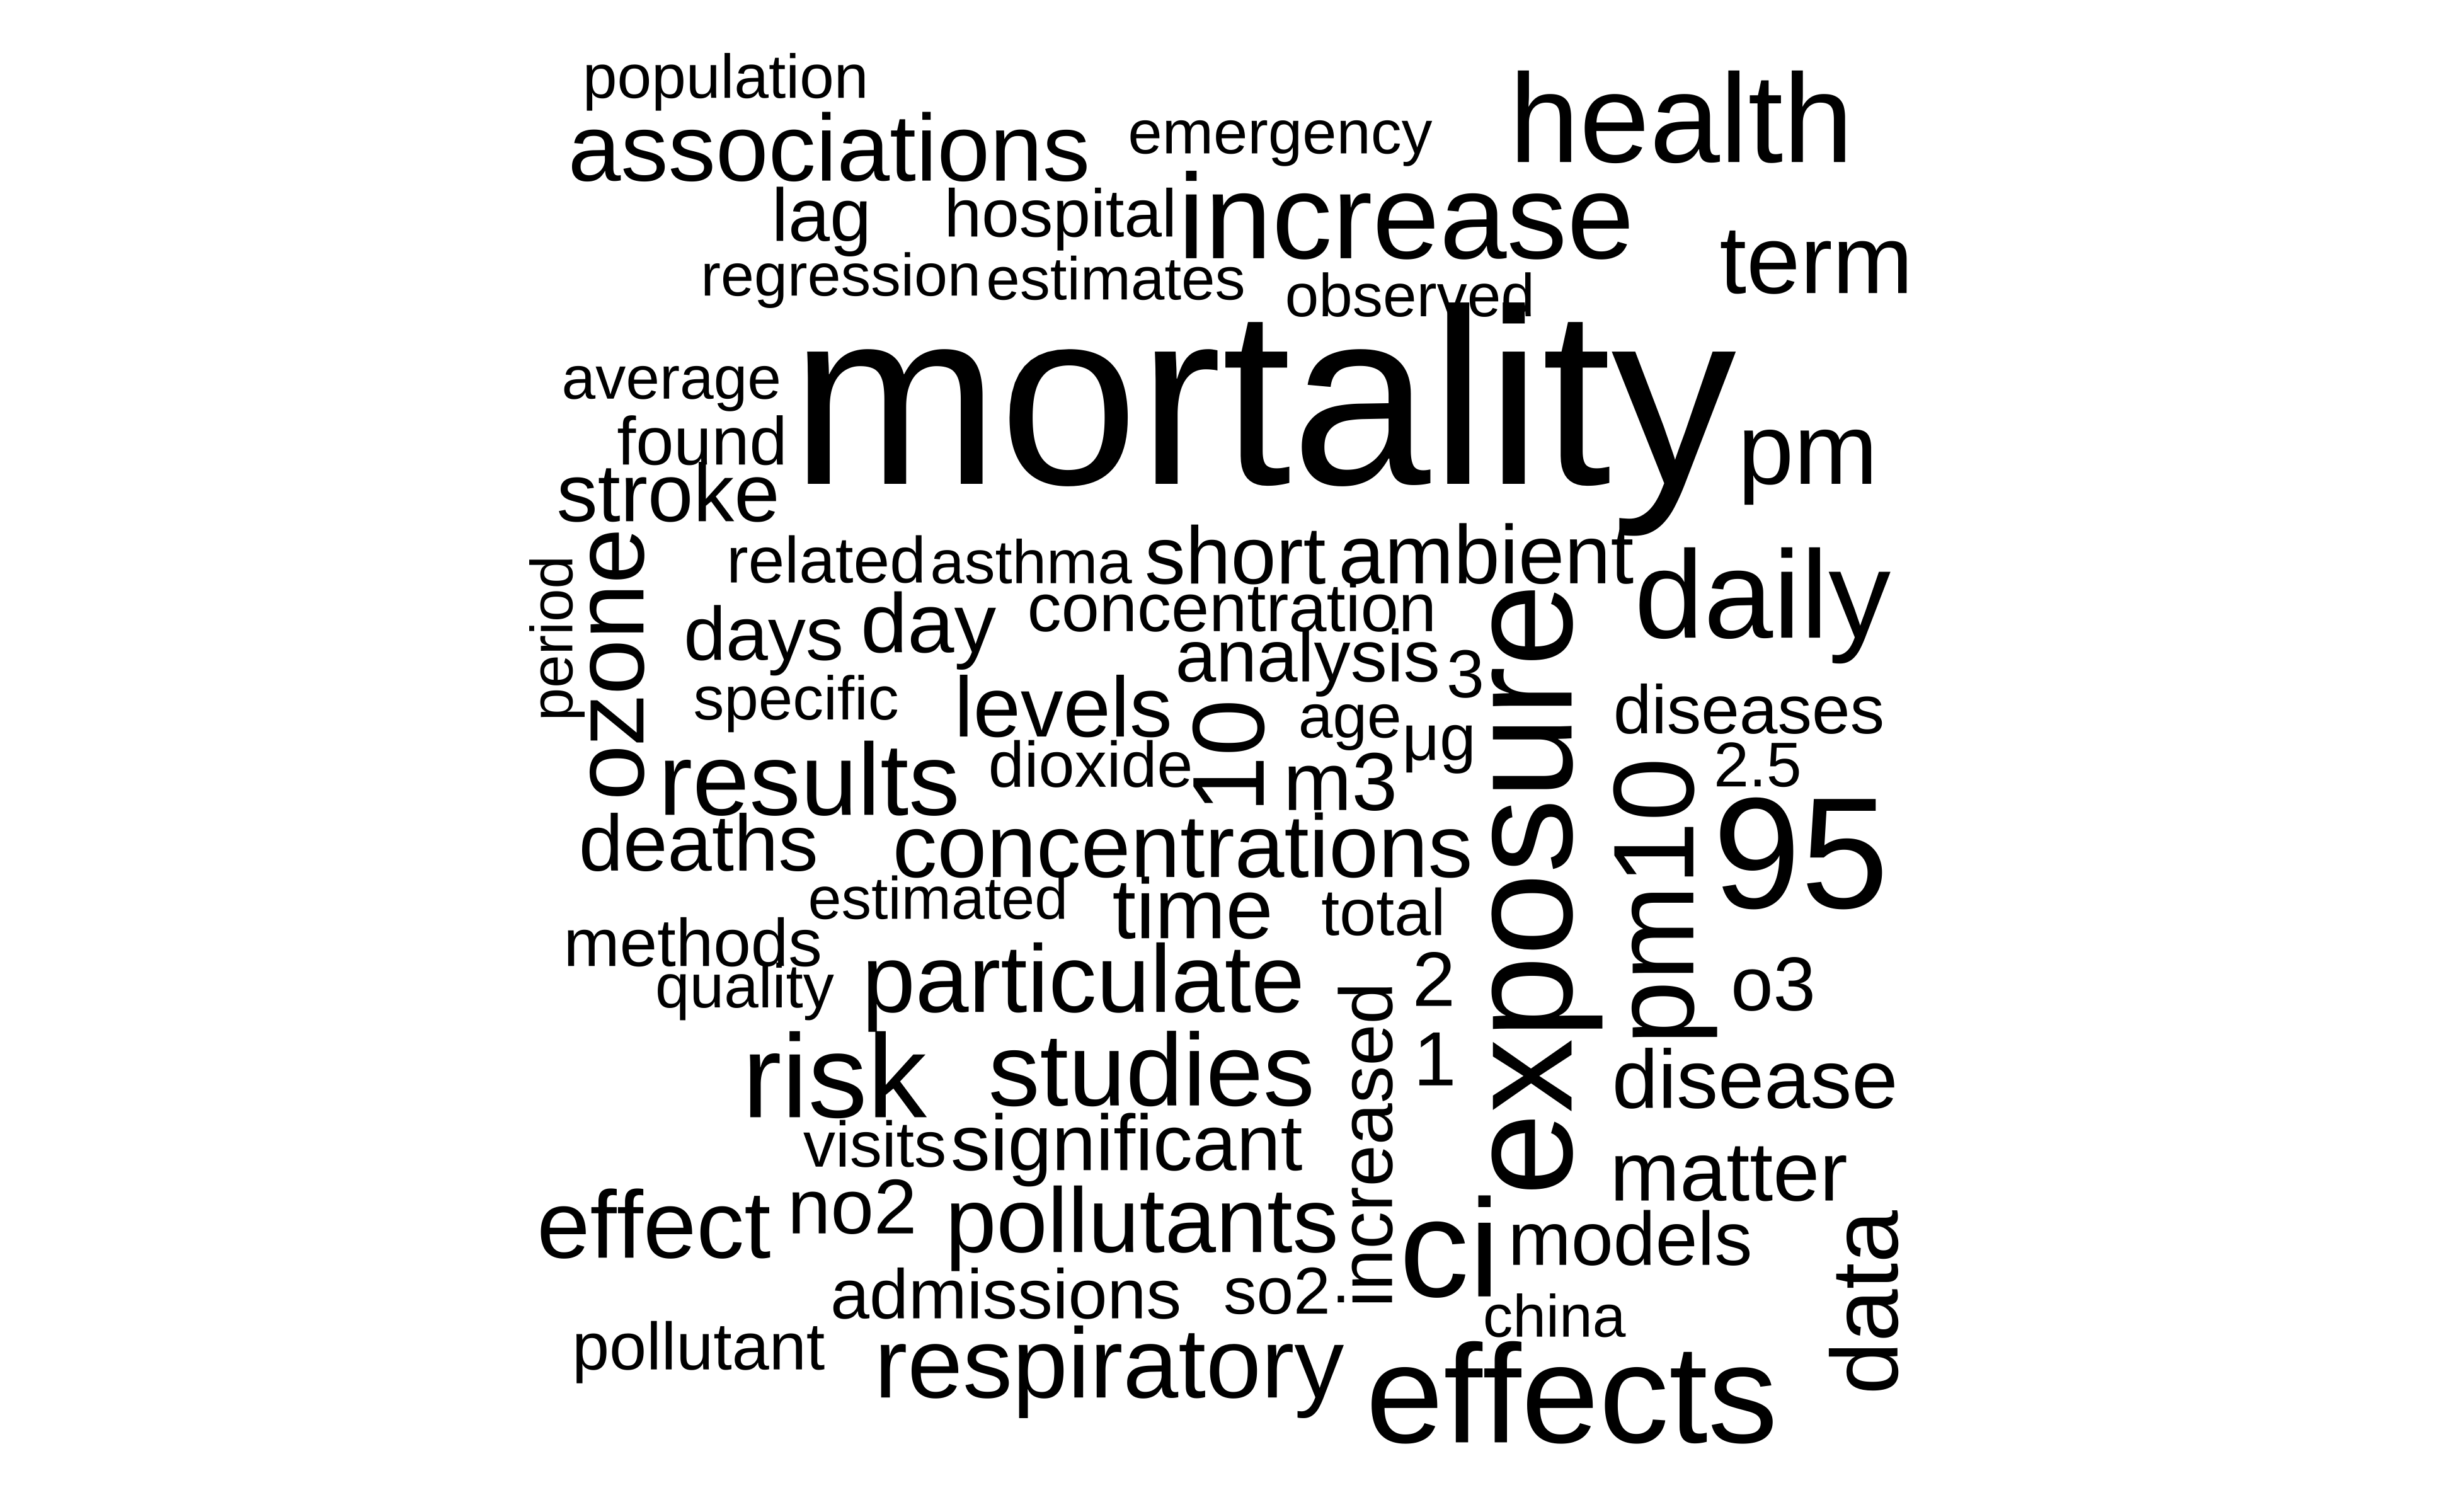 population
health
associations
emergency
lag
hospital
increase
term
regression
estimates
observed
mortality
average
found
pm
stroke
period
ozone
related
asthma
short
ambient
daily
days
day
concentration
analysis
3
exposure
specific
levels
10
age
µg
diseases
results
dioxide
m3
pm10
2.5
95
deaths
concentrations
estimated
time
total
methods
quality
particulate
2
o3
increased
risk
studies
1
disease
visits
significant
matter
effect
no2
pollutants
ci
models
data
admissions
so2
china
pollutant
respiratory
effects